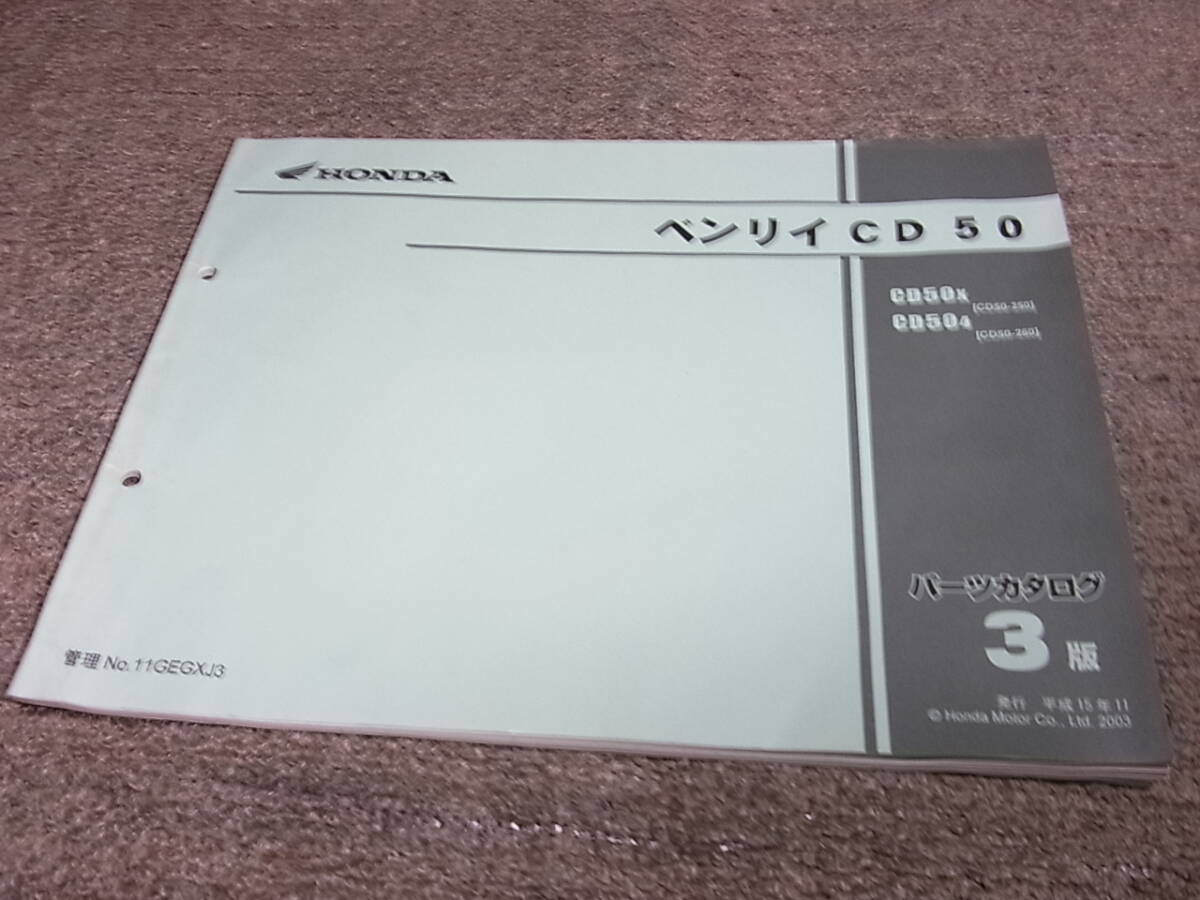 HONDA
ベンリイ CD 50
CD50X [CD50-250]
CD504 [CD50-260]
パーツカタログ
3 版
発行 平成 15 年 11
© Honda Motor Co., Ltd. 2003
管理 No. 11GEGXJ3